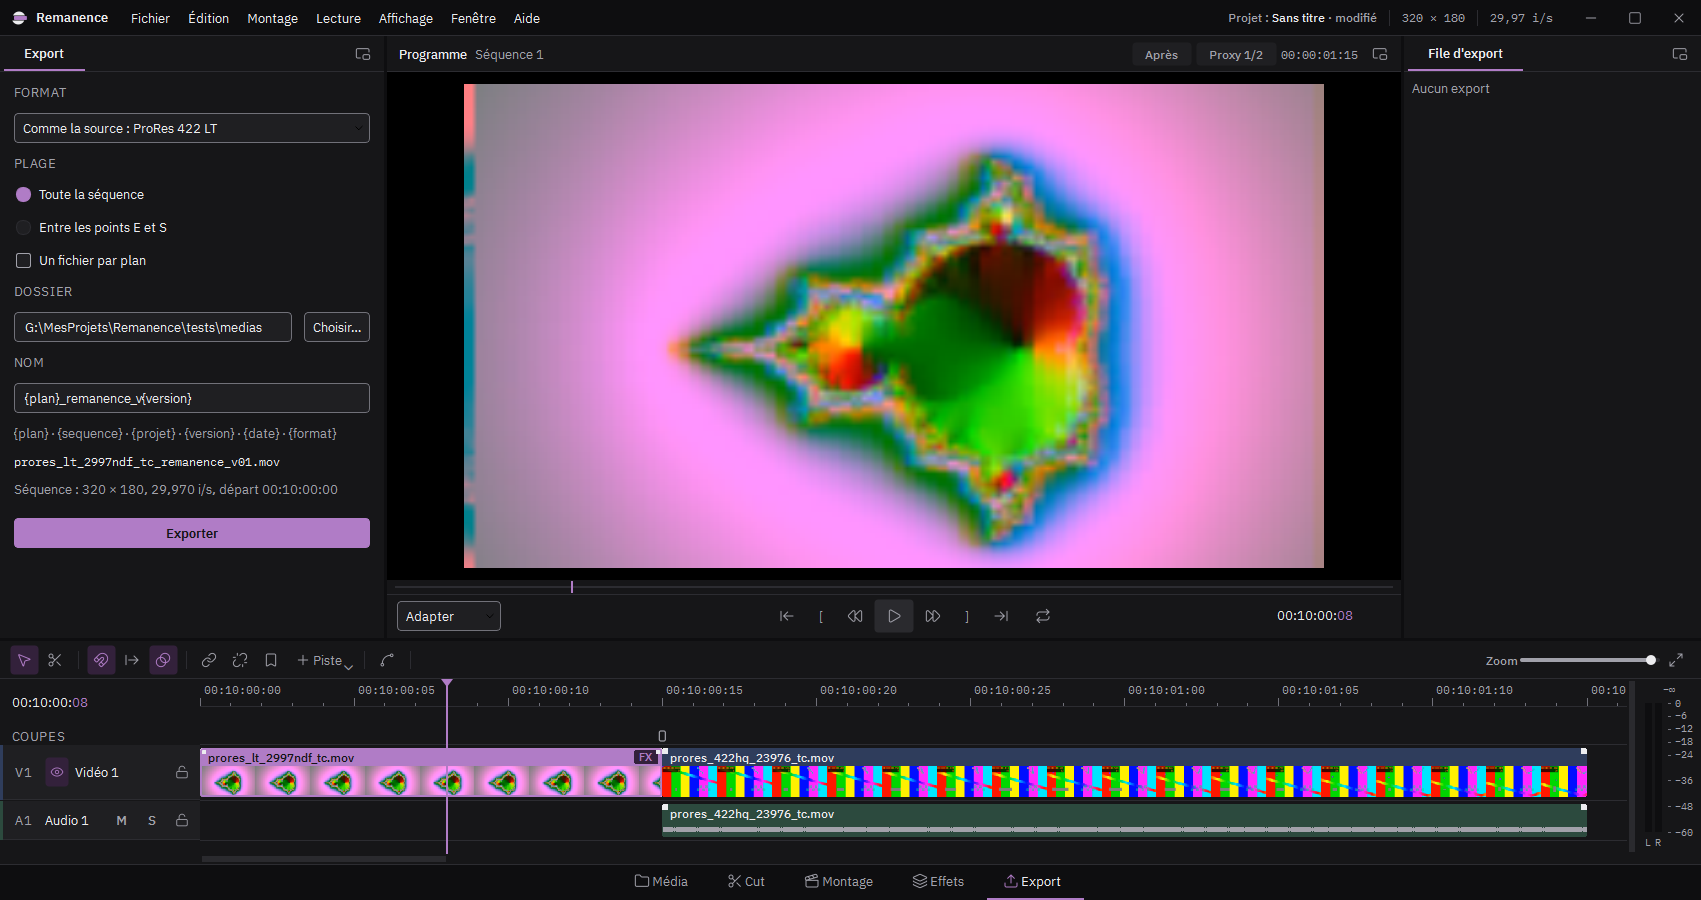 Remanence Fichier Édition Montage Lecture Affichage Fenêtre Aide Projet : Sans titre · modifié 320 × 180 29,97 i/s
Export
Programme Séquence 1 Après Proxy 1/2 00:00:01:15
File d'export
Aucun export
FORMAT
Comme la source : ProRes 422 LT
PLAGE
Toute la séquence
Entre les points E et S
Un fichier par plan
DOSSIER
G:\MesProjets\Remanence\tests\medias Choisir...
NOM
{plan}_remanence_v{version}
{plan} · {sequence} · {projet} · {version} · {date} · {format}
prores_lt_2997ndf_tc_remanence_v01.mov
Séquence : 320 × 180, 29,970 i/s, départ 00:10:00:00
Exporter
Adapter [ ] 00:10:00:08
+ Piste Zoom
00:10:00:08 00:10:00:00 00:10:00:05 00:10:00:10 00:10:00:15 00:10:00:20 00:10:00:25 00:10:01:00 00:10:01:05 00:10:01:10 00:10
COUPES
V1 Vidéo 1 prores_lt_2997ndf_tc.mov FX prores_422hq_23976_tc.mov
A1 Audio 1 M S prores_422hq_23976_tc.mov
-∞
0
-6
-12
-18
-24
-36
-48
-60
L R
Média Cut Montage Effets Export